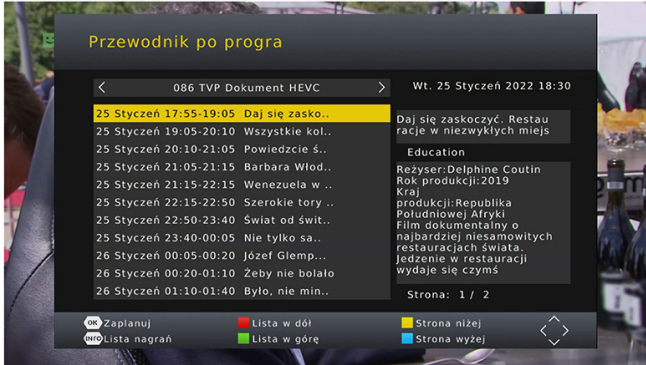 Przewodnik po progra
086 TVP Dokument HEVC
Wt. 25 Styczeń 2022 18:30
25 Styczeń 17:55-19:05 Daj się zasko..
25 Styczeń 19:05-20:10 Wszystkie kol..
25 Styczeń 20:10-21:05 Powiedzcie ś..
25 Styczeń 21:05-21:15 Barbara Włod..
25 Styczeń 21:15-22:15 Wenezuela w ..
25 Styczeń 22:15-22:50 Szerokie tory ..
25 Styczeń 22:50-23:40 Świat od świt..
25 Styczeń 23:40-00:05 Nie tylko sa..
26 Styczeń 00:05-00:20 Józef Glemp...
26 Styczeń 00:20-01:10 Żeby nie bolało
26 Styczeń 01:10-01:40 Było, nie min..
Daj się zaskoczyć. Restau
racje w niezwykłych miejs
Education
Reżyser:Delphine Coutin
Rok produkcji:2019
Kraj
produkcji:Republika
Południowej Afryki
Film dokumentalny o
najbardziej niesamowitych
restauracjach świata.
Jedzenie w restauracji
wydaje się czymś
Strona: 1 / 2
OK Zaplanuj
Lista w dół
Strona niżej
INFO Lista nagrań
Lista w górę
Strona wyżej